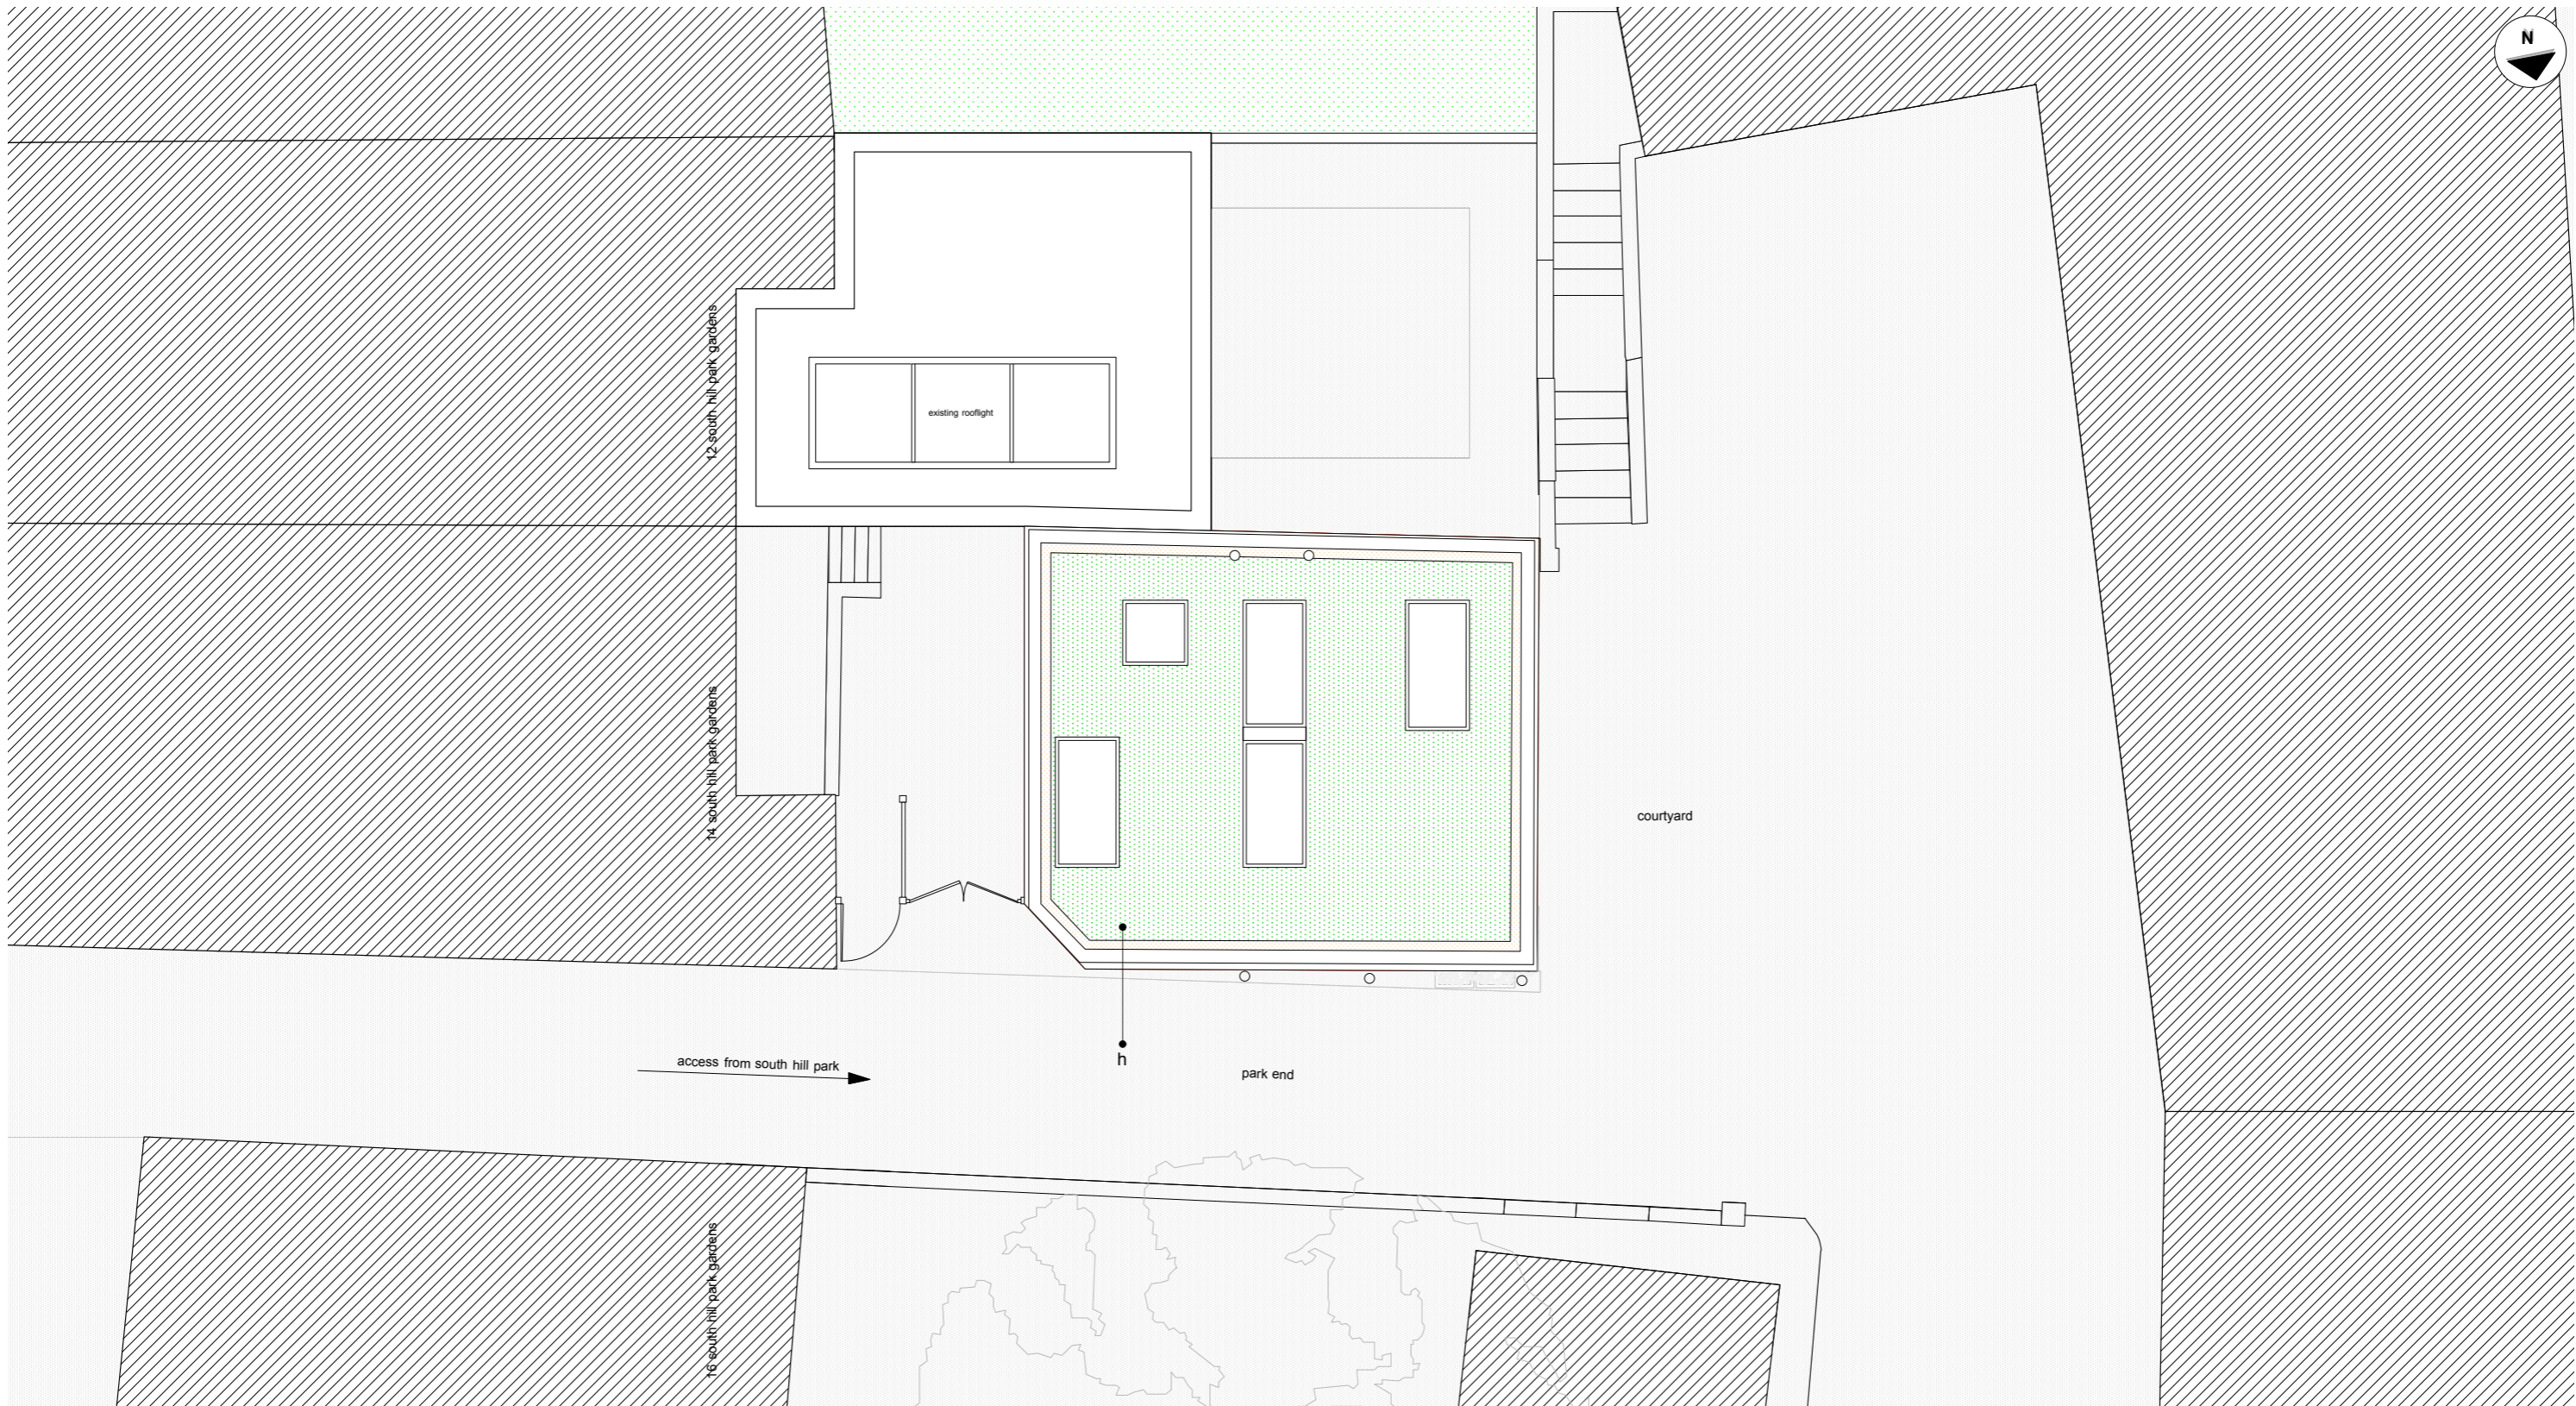 N
12 south hill park gardens
existing rooflight
14 south hill park gardens
courtyard
access from south hill park
h
park end
16 south hill park gardens